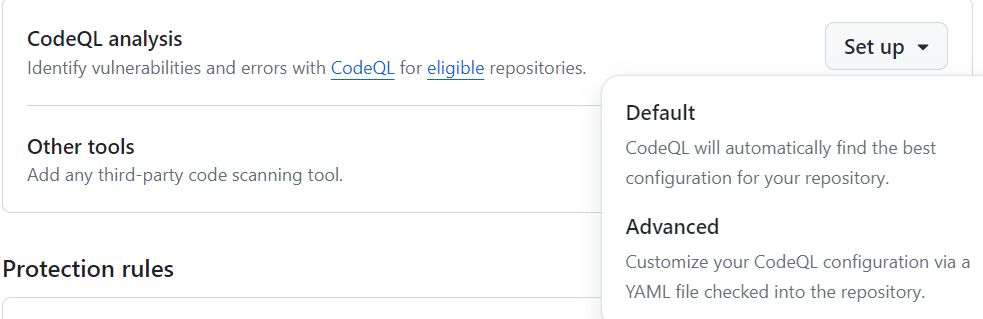 CodeQL analysis
Set up
Identify vulnerabilities and errors with CodeQL for eligible repositories.
Default
CodeQL will automatically find the best
configuration for your repository.
Other tools
Add any third-party code scanning tool.
Advanced
Customize your CodeQL configuration via a
YAML file checked into the repository.
Protection rules